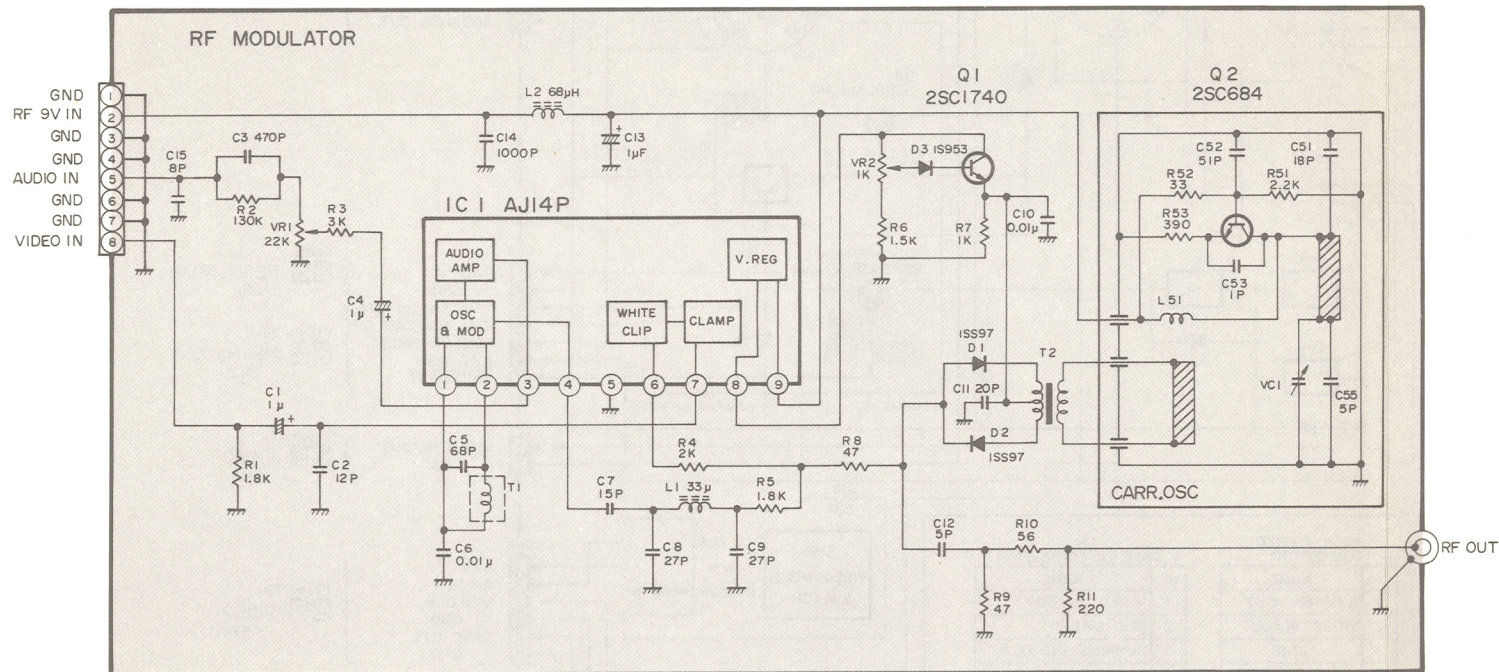 RF MODULATOR
GND 1
RF 9V IN 2
GND 3
GND 4
AUDIO IN 5
GND 6
GND 7
VIDEO IN 8
C15
8P
C3 470P
R2
130K
VR1
22K
R3
3K
C4
1μ
+
L2 68μH
C14
1000P
+
C13
1μF
IC1 AJ14P
AUDIO
AMP
OSC
& MOD
WHITE
CLIP
CLAMP
V.REG
1 2 3 4 5 6 7 8 9
C1
1μ
+
R1
1.8K
C2
12P
C5
68P
T1
C6
0.01μ
C7
15P
L1 33μ
C8
27P
C9
27P
R4
2K
R5
1.8K
R8
47
Q1
2SC1740
VR2
1K
D3 1S953
R6
1.5K
R7
1K
C10
0.01μ
1SS97
D1
C11 20P
D2
1SS97
T2
Q2
2SC684
C52
51P
C51
18P
R52
33
R51
2.2K
R53
390
C53
1P
L51
VC1
C55
5P
CARR.OSC
C12
5P
R10
56
R9
47
R11
220
RF OUT